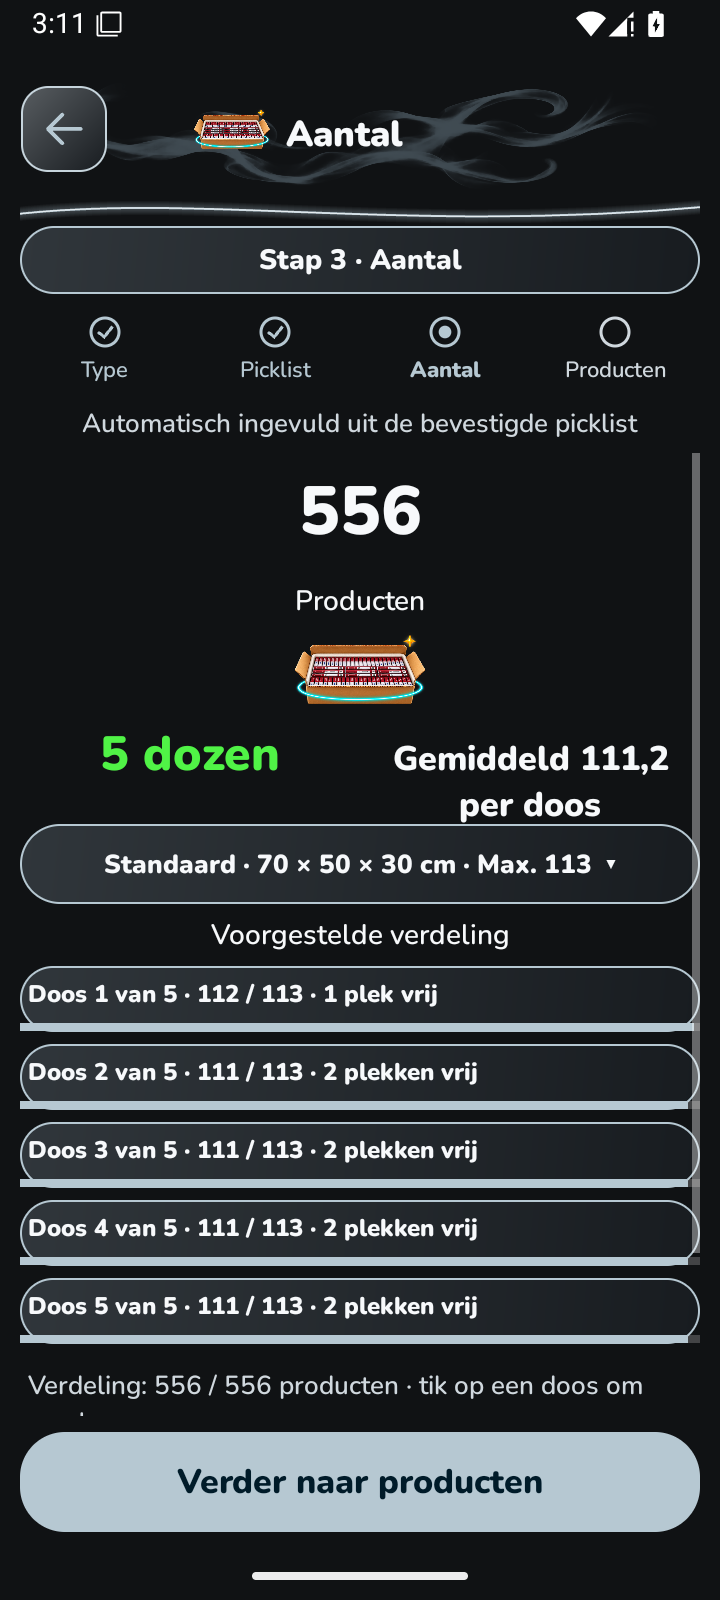 3:11
Aantal
Stap 3 · Aantal
Type
Picklist
Aantal
Producten
Automatisch ingevuld uit de bevestigde picklist
556
Producten
5 dozen
Gemiddeld 111,2
per doos
Standaard · 70 × 50 × 30 cm · Max. 113 ▼
Voorgestelde verdeling
Doos 1 van 5 · 112 / 113 · 1 plek vrij
Doos 2 van 5 · 111 / 113 · 2 plekken vrij
Doos 3 van 5 · 111 / 113 · 2 plekken vrij
Doos 4 van 5 · 111 / 113 · 2 plekken vrij
Doos 5 van 5 · 111 / 113 · 2 plekken vrij
Verdeling: 556 / 556 producten · tik op een doos om
Verder naar producten